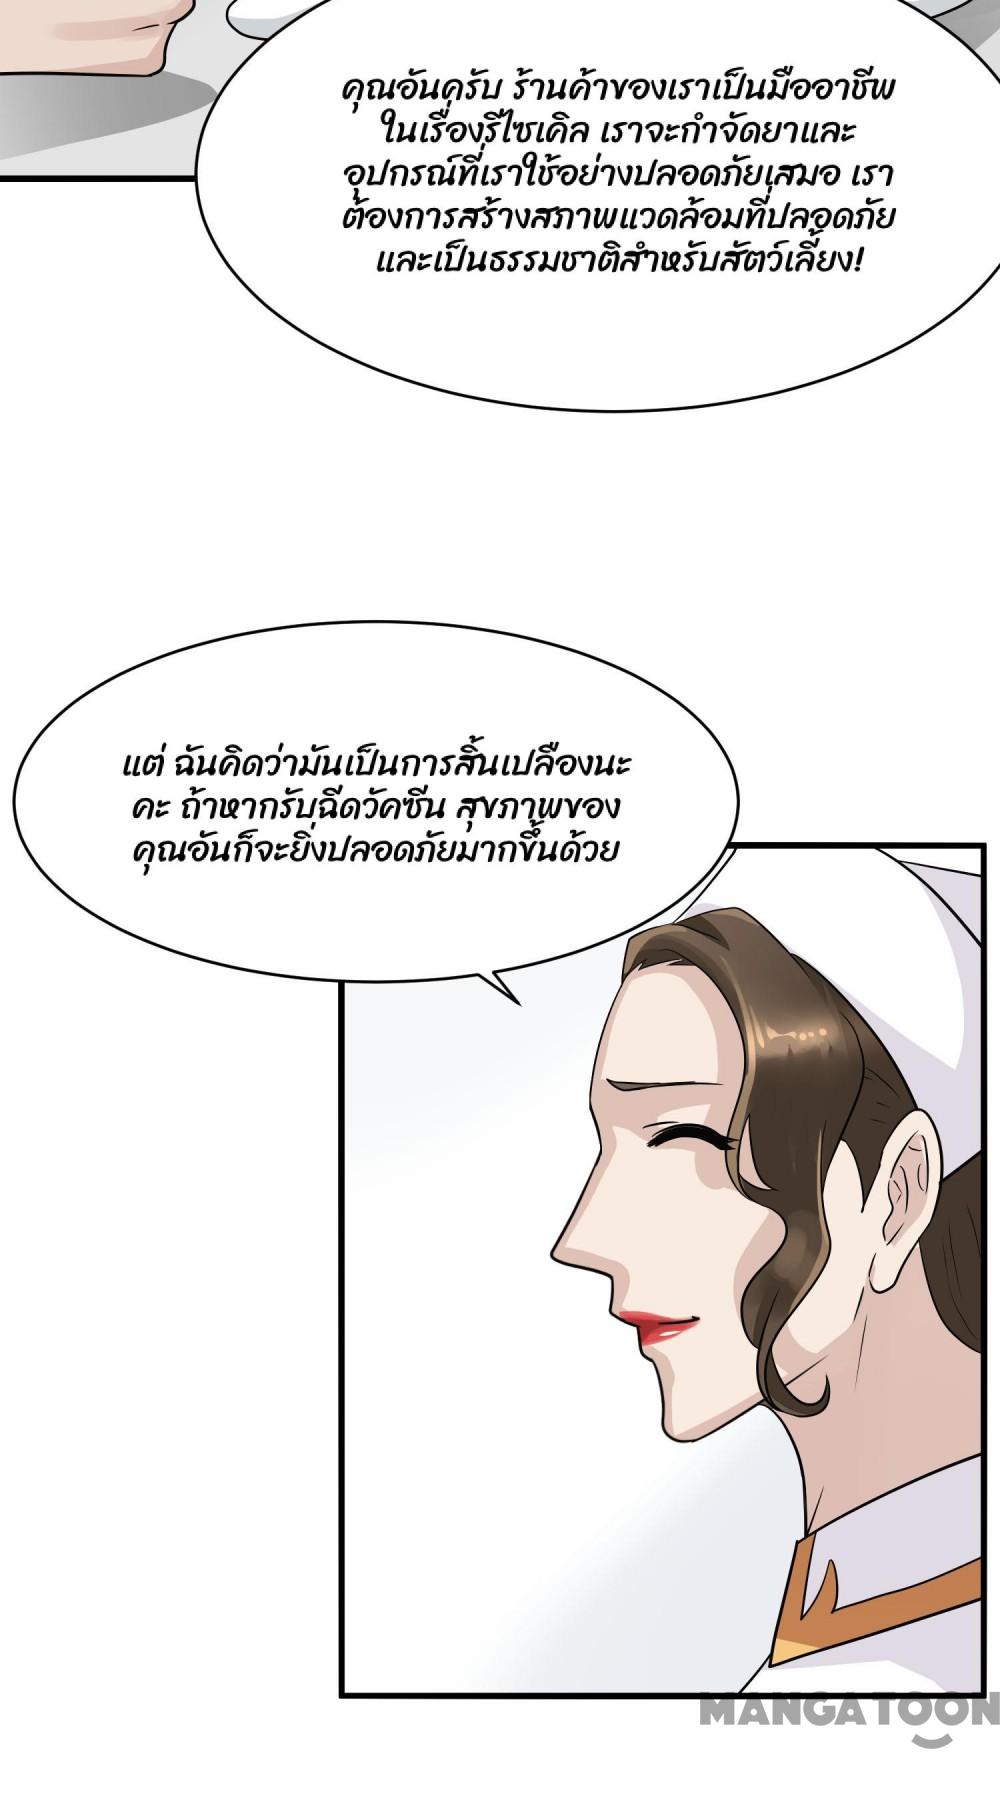 คุณอันครับ ร้านค้าของเราเป็นมืออาชีพ
ในเรื่องรีไซเคิล เราจะกำจัดยาและ
อุปกรณ์ที่เราใช้อย่างปลอดภัยเสมอ เรา
ต้องการสร้างสภาพแวดล้อมที่ปลอดภัย
และเป็นธรรมชาติสำหรับสัตว์เลี้ยง!
แต่ ฉันคิดว่ามันเป็นการสิ้นเปลืองนะ
คะ ถ้าหากรับฉีดวัคซีน สุขภาพของ
คุณอันก็จะยิ่งปลอดภัยมากขึ้นด้วย
MANGATOON